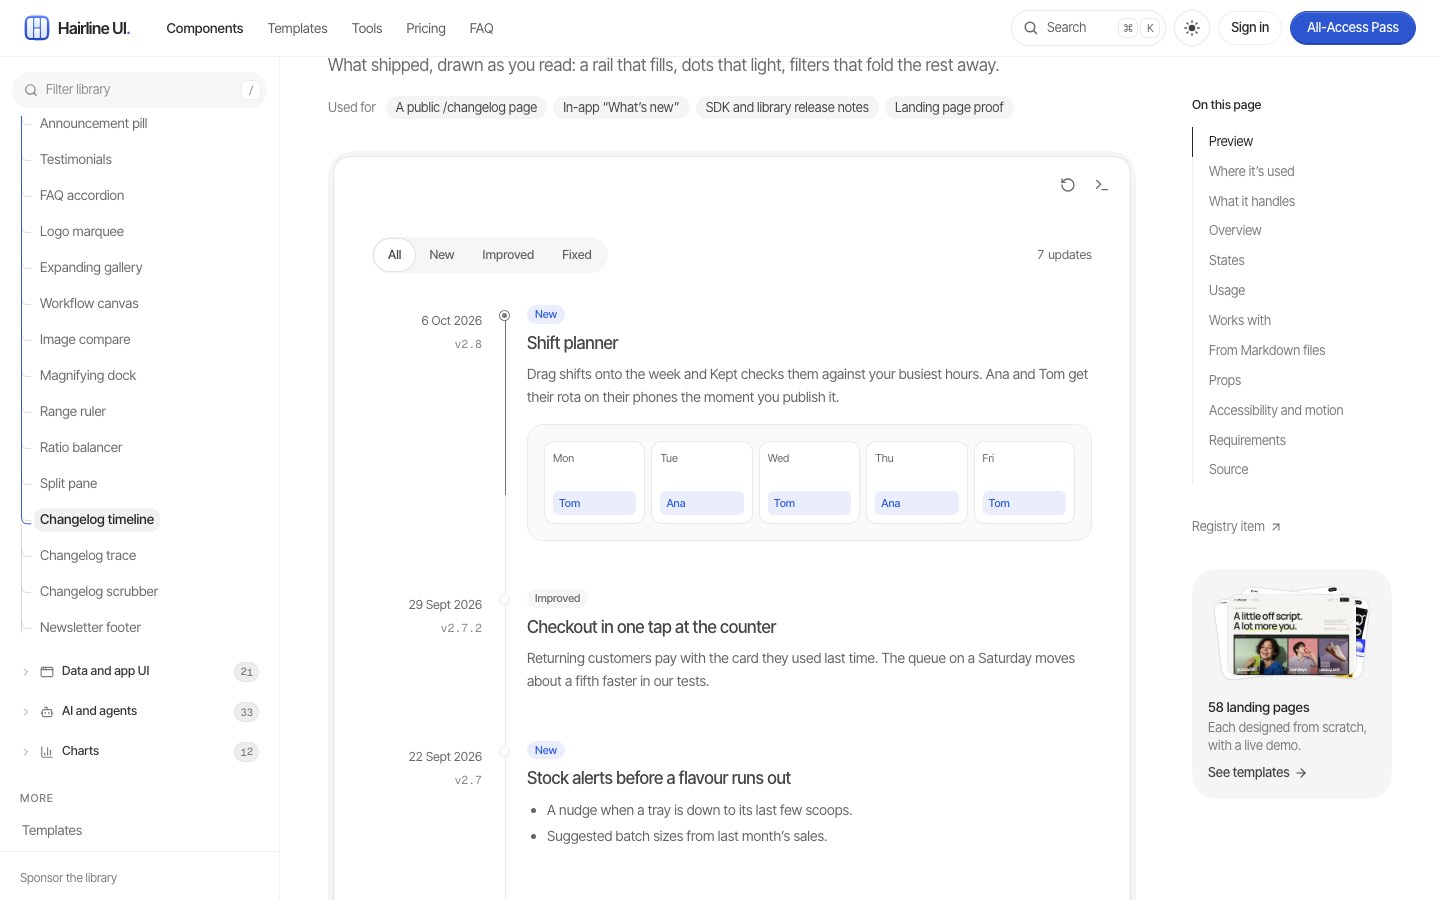 Hairline UI.
Components
Templates
Tools
Pricing
FAQ
Search
⌘ K
Sign in
All-Access Pass
Filter library
/
Announcement pill
Testimonials
FAQ accordion
Logo marquee
Expanding gallery
Workflow canvas
Image compare
Magnifying dock
Range ruler
Ratio balancer
Split pane
Changelog timeline
Changelog trace
Changelog scrubber
Newsletter footer
Data and app UI 21
AI and agents 33
Charts 12
MORE
Templates
Sponsor the library
What shipped, drawn as you read: a rail that fills, dots that light, filters that fold the rest away.
Used for
A public /changelog page
In-app “What’s new”
SDK and library release notes
Landing page proof
All
New
Improved
Fixed
7 updates
6 Oct 2026
v2.8
New
Shift planner
Drag shifts onto the week and Kept checks them against your busiest hours. Ana and Tom get
their rota on their phones the moment you publish it.
Mon
Tue
Wed
Thu
Fri
Tom
Ana
Tom
Ana
Tom
29 Sept 2026
v2.7.2
Improved
Checkout in one tap at the counter
Returning customers pay with the card they used last time. The queue on a Saturday moves
about a fifth faster in our tests.
22 Sept 2026
v2.7
New
Stock alerts before a flavour runs out
A nudge when a tray is down to its last few scoops.
Suggested batch sizes from last month’s sales.
On this page
Preview
Where it’s used
What it handles
Overview
States
Usage
Works with
From Markdown files
Props
Accessibility and motion
Requirements
Source
Registry item
A little off script.
A lot more you.
58 landing pages
Each designed from scratch,
with a live demo.
See templates